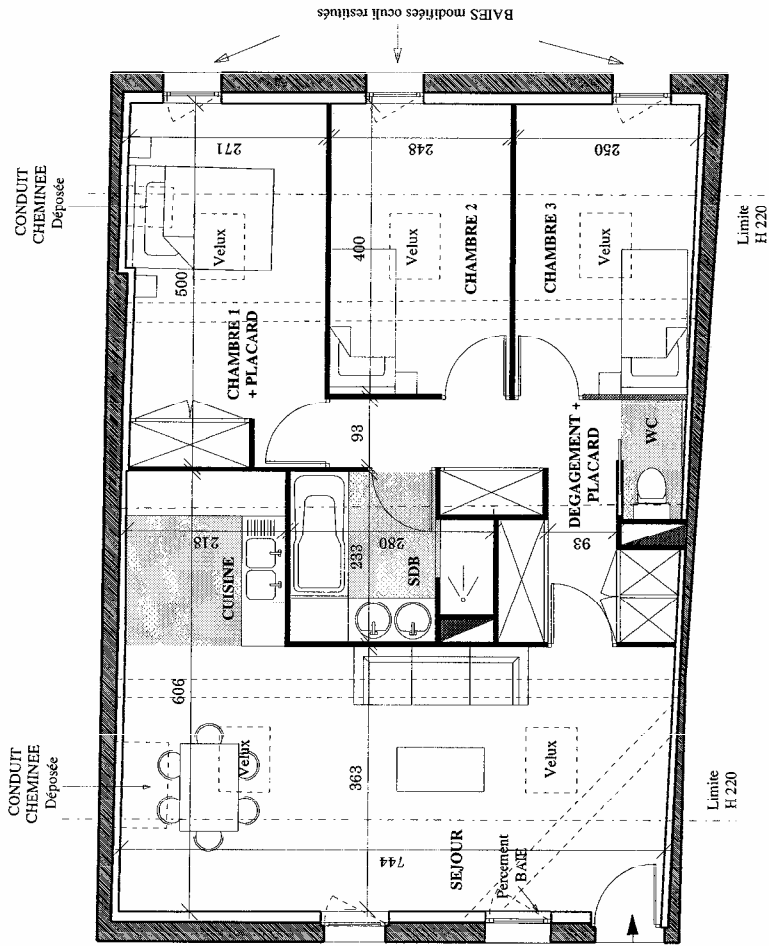 BAIES modifiées oculi restitués
CONDUIT
CHEMINEE
Déposée
271
248
250
Velux
Velux
Velux
500
400
CHAMBRE 2
CHAMBRE 3
Limite
H 220
CHAMBRE 1
+ PLACARD
93
DEGAGEMENT +
PLACARD
WC
218
CUISINE
233
280
SDB
93
CONDUIT
CHEMINEE
Déposée
606
Velux
Velux
363
Limite
H 220
744
SEJOUR
Percement
BAIE